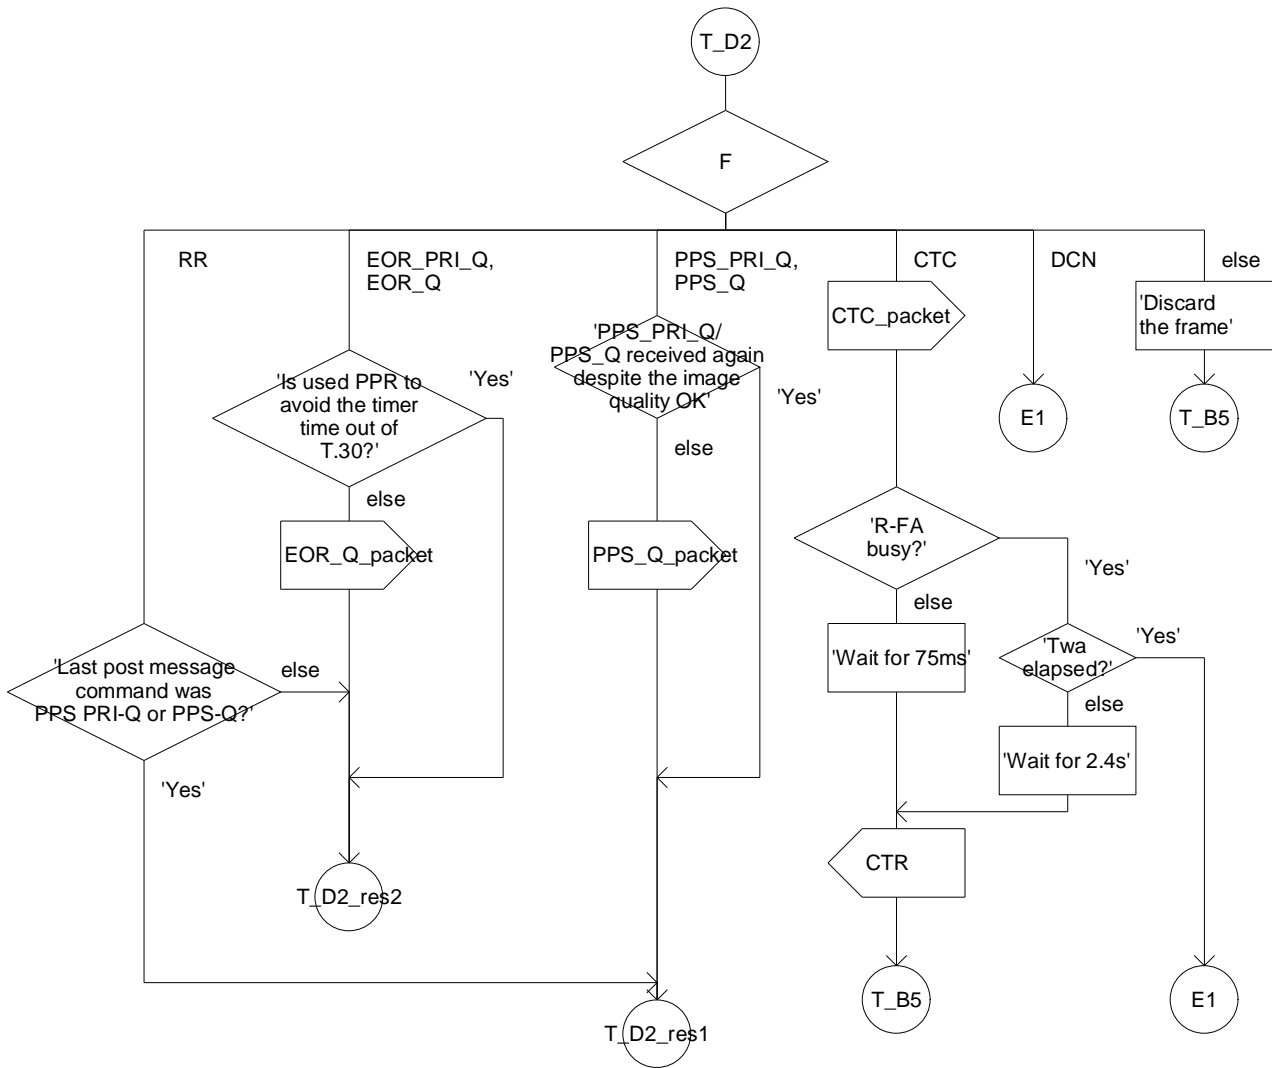 T_D2
F
RR
EOR_PRI_Q,
EOR_Q
PPS_PRI_Q,
PPS_Q
CTC
DCN
else
'Discard
the frame'
CTC_packet
'PPS_PRI_Q/
PPS_Q received again
despite the image
quality OK'
'Yes'
'Is used PPR to
avoid the timer
time out of
T.30?'
'Yes'
E1
T_B5
else
else
EOR_Q_packet
PPS_Q_packet
'R-FA
busy?'
'Yes'
else
'Wait for 75ms'
'Twa
elapsed?'
'Yes'
'Last post message
command was
PPS PRI-Q or PPS-Q?'
else
else
'Wait for 2.4s'
'Yes'
CTR
T_D2_res2
T_B5
E1
T_D2_res1